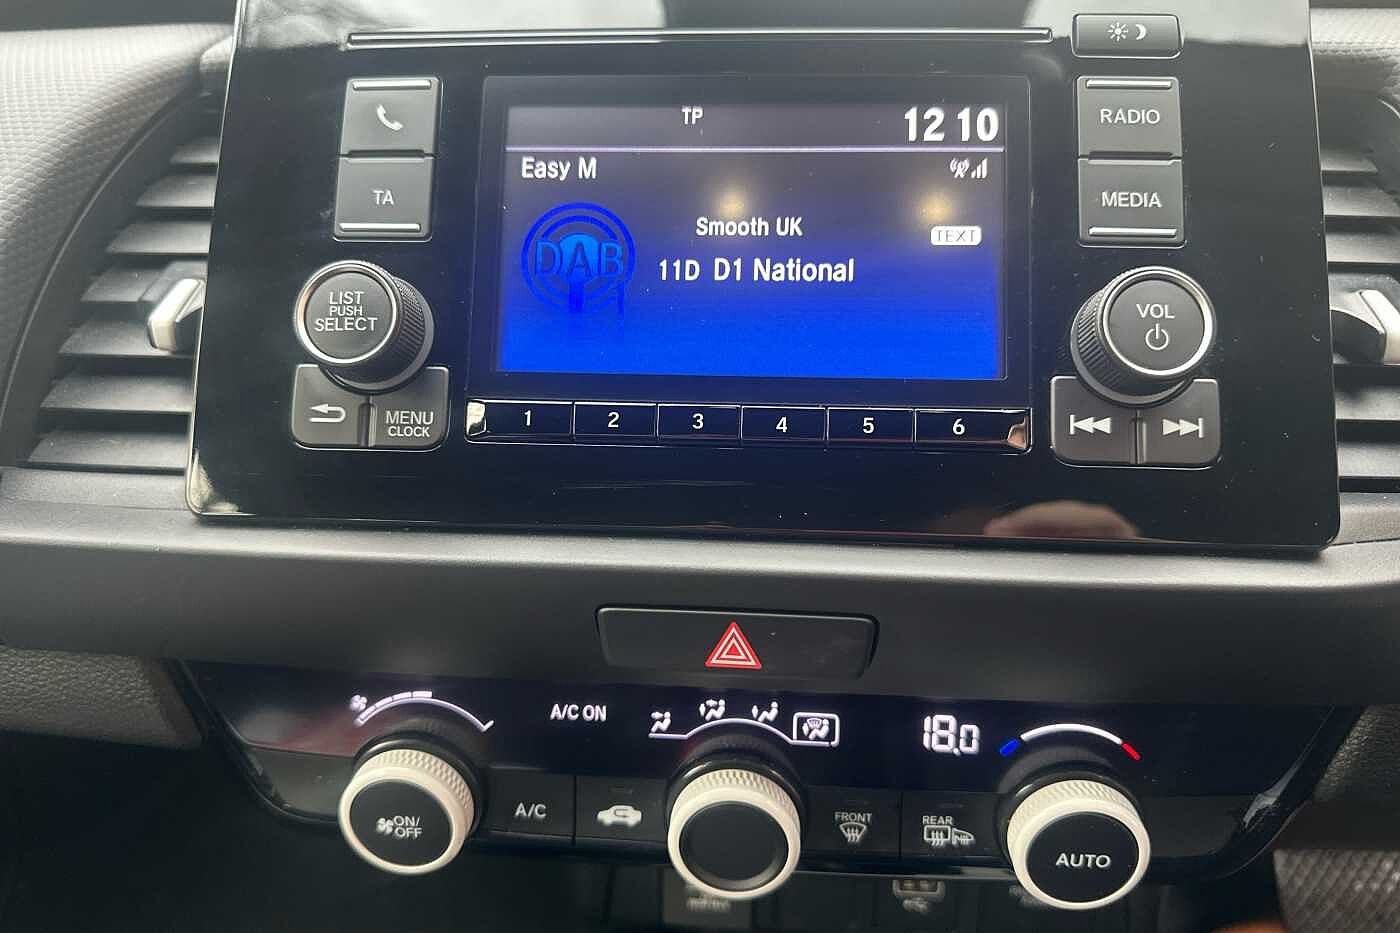 TP
12 10
RADIO
TA
Easy M
MEDIA
Smooth UK
TEXT
DAB
11D D1 National
LIST
PUSH
SELECT
VOL
MENU
CLOCK
1 2 3 4 5 6
A/C ON
18.0
ON/
OFF
A/C
FRONT
REAR
AUTO